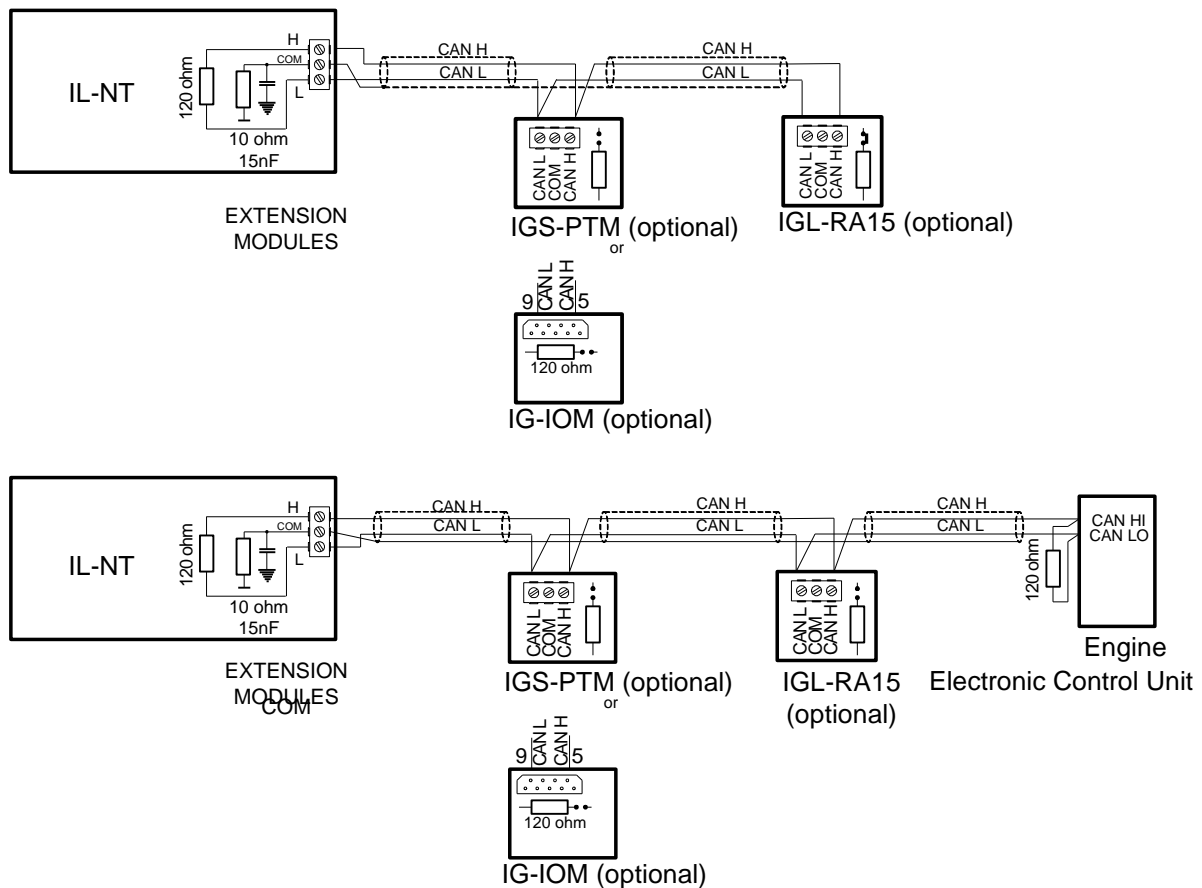 IL-NT
120 ohm
H
COM
L
10 ohm
15nF
EXTENSION
MODULES
CAN H
CAN L
CAN H
CAN L
CAN L
COM
CAN H
IGS-PTM (optional)
or
CAN L
COM
CAN HI
IGL-RA15 (optional)
9
CAN L
CAN H
5
120 ohm
IG-IOM (optional)
IL-NT
120 ohm
H
COM
L
10 ohm
15nF
EXTENSION
MODULES
COM
CAN H
CAN L
CAN H
CAN L
CAN H
CAN L
CAN L
COM
CAN H
IGS-PTM (optional)
or
CAN L
COM
CAN H
IGL-RA15
(optional)
120 ohm
CAN HI
CAN LO
Engine
Electronic Control Unit
9
CAN L
CAN H
5
120 ohm
IG-IOM (optional)